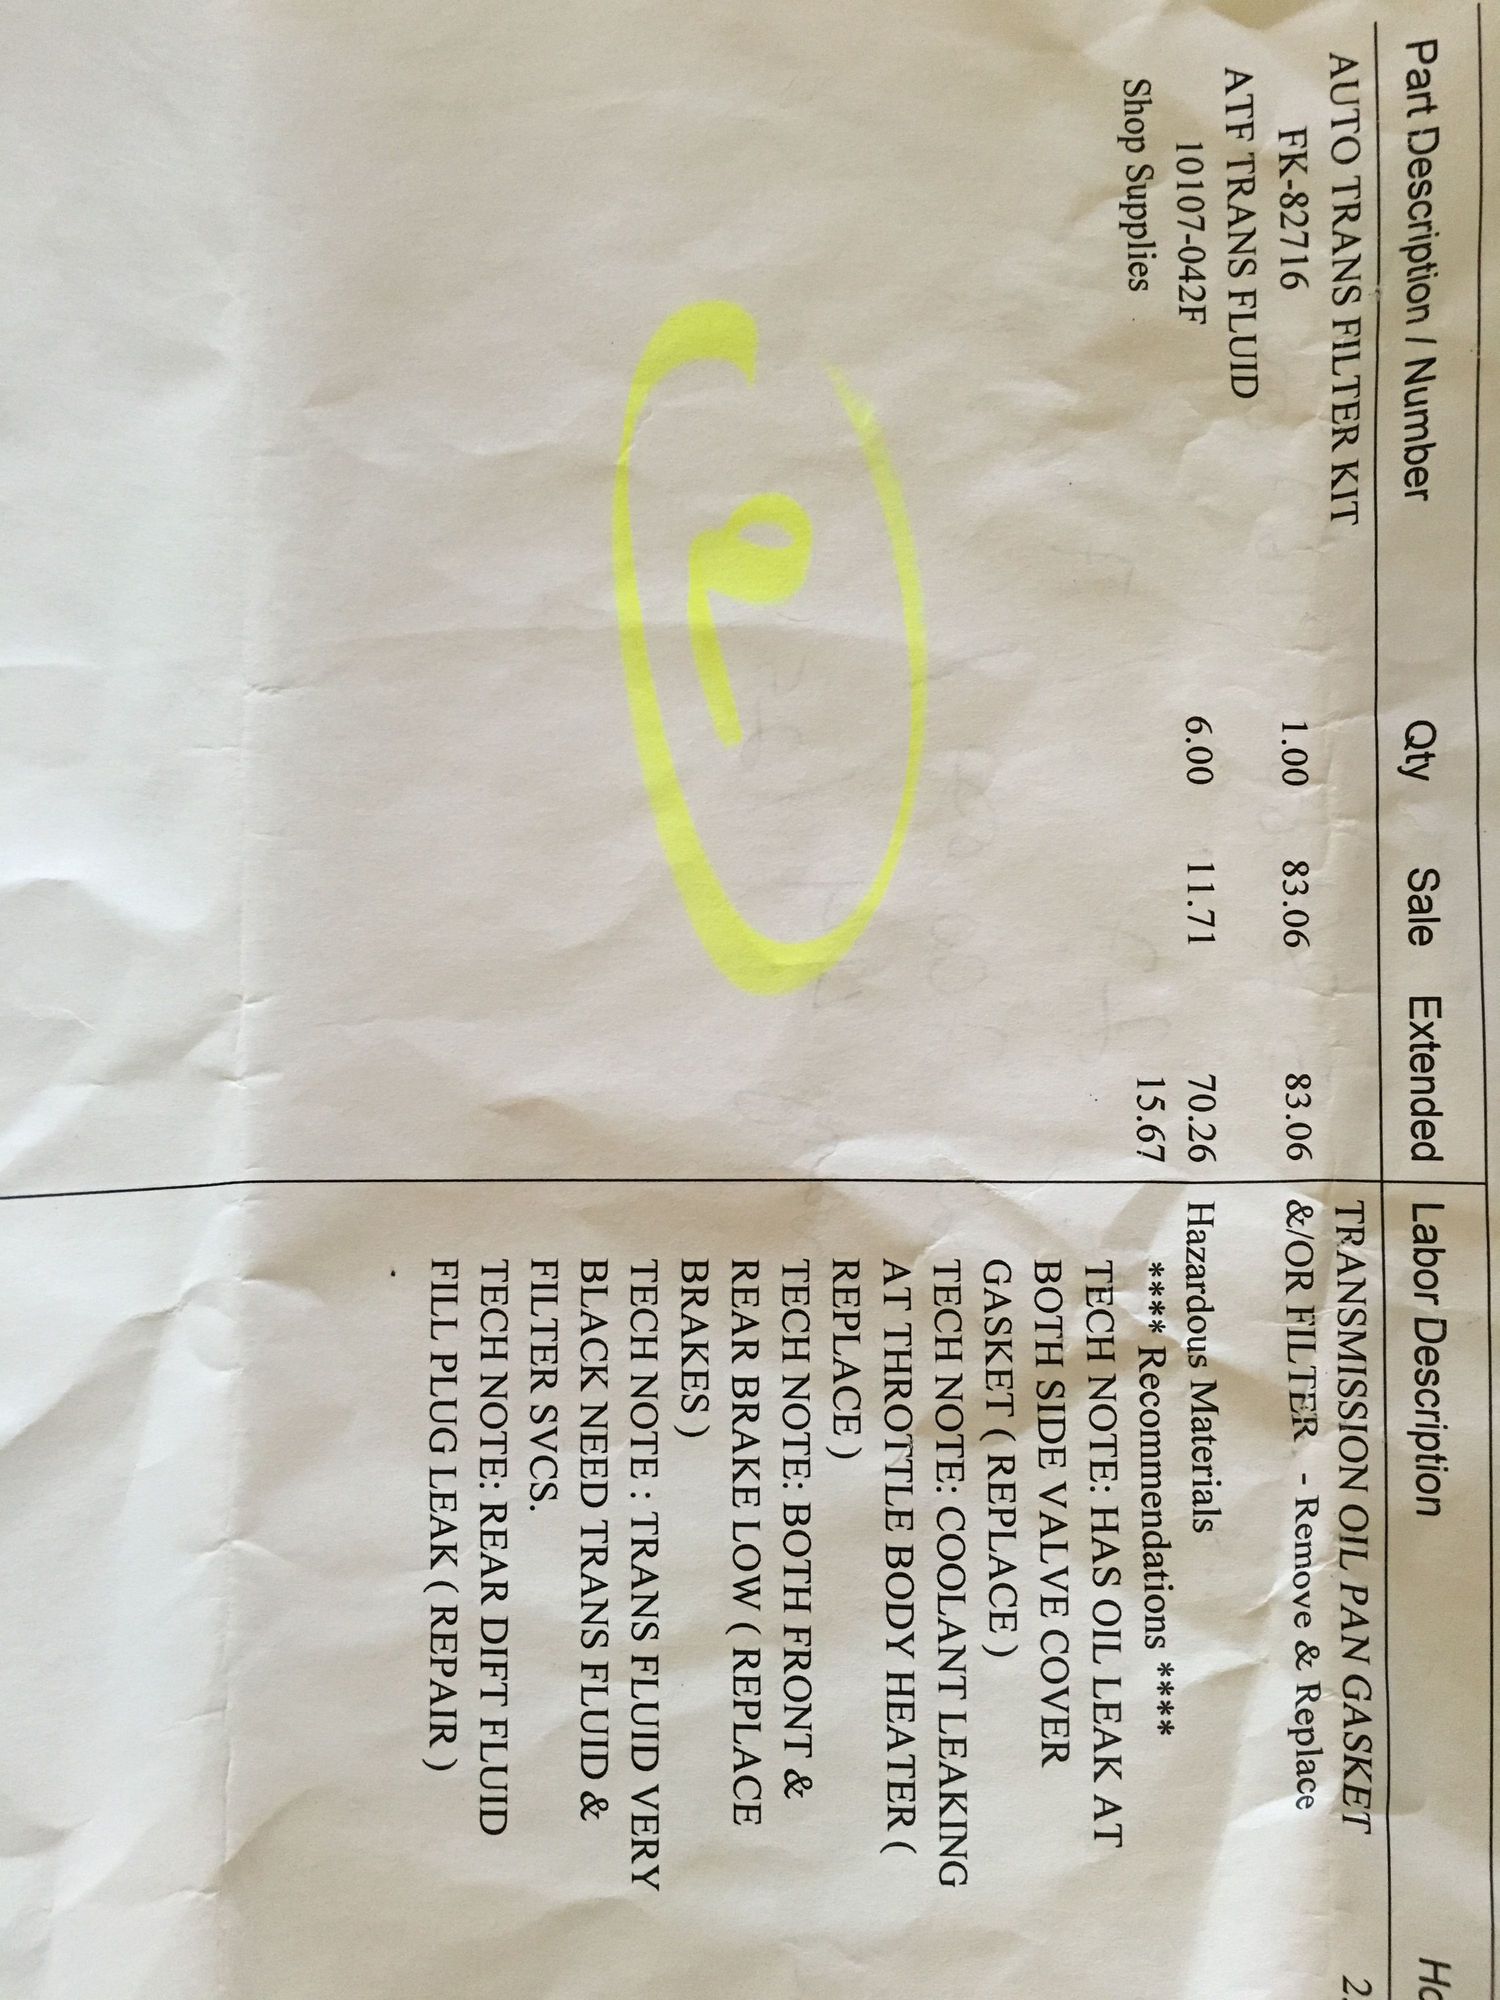 Part Description / Number Qty Sale Extended Labor Description
AUTO TRANS FILTER KIT TRANSMISSION OIL PAN GASKET
FK-82716 1.00 83.06 83.06 &/OR FILTER - Remove & Replace
ATF TRANS FLUID
10107-042F 6.00 11.71 70.26 Hazardous Materials
Shop Supplies 15.67 **** Recommendations ****
TECH NOTE: HAS OIL LEAK AT
BOTH SIDE VALVE COVER
GASKET ( REPLACE )
TECH NOTE: COOLANT LEAKING
AT THROTTLE BODY HEATER (
REPLACE )
TECH NOTE: BOTH FRONT &
REAR BRAKE LOW ( REPLACE
BRAKES )
TECH NOTE : TRANS FLUID VERY
BLACK NEED TRANS FLUID &
FILTER SVCS.
TECH NOTE: REAR DIFT FLUID
FILL PLUG LEAK ( REPAIR )
.